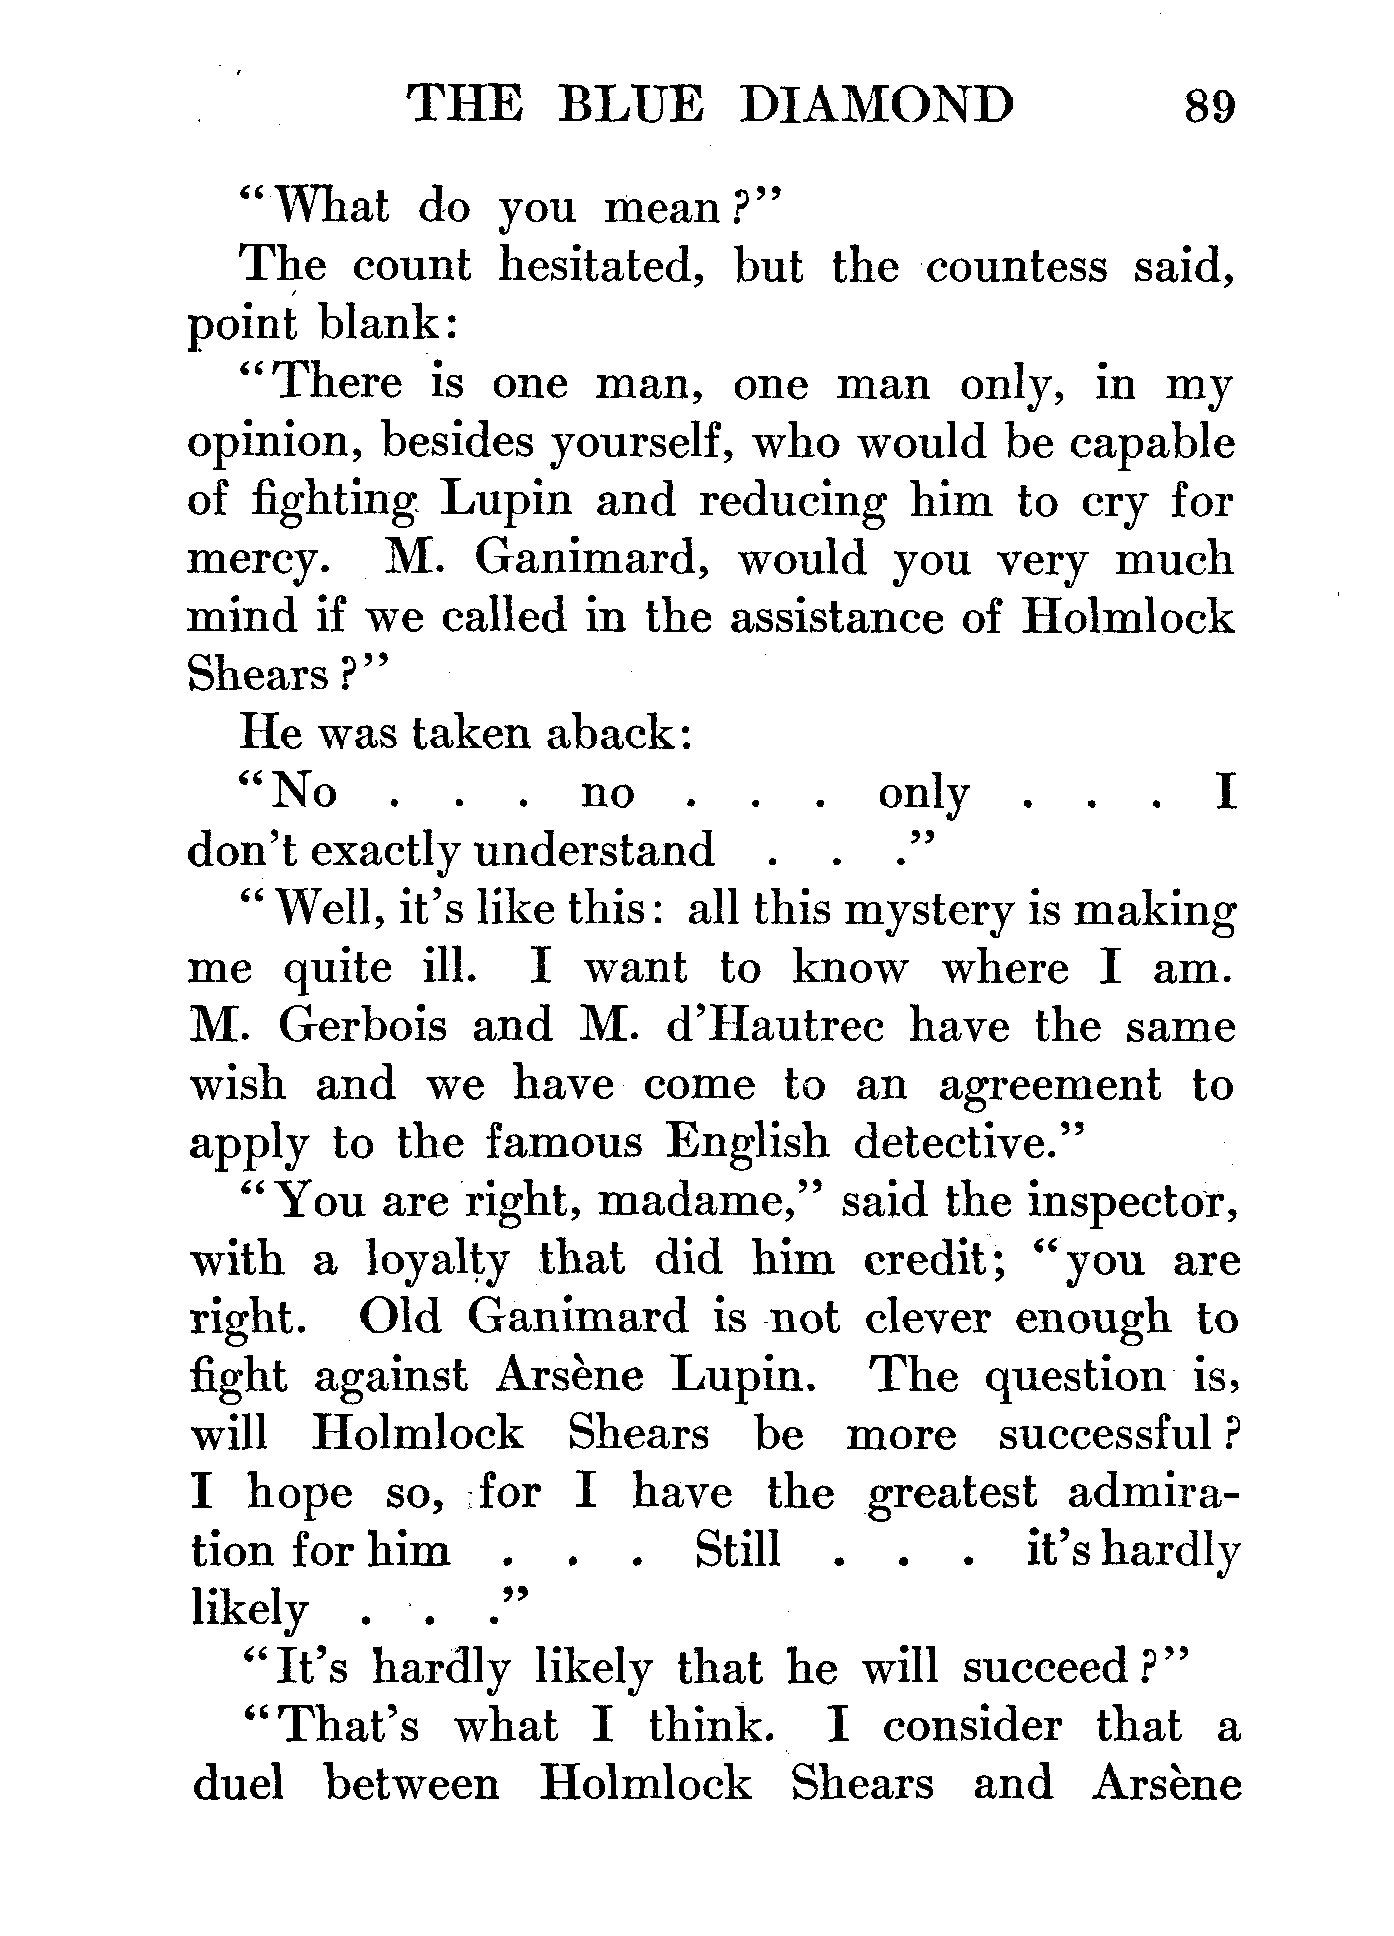 THE BLUE DIAMOND 89
"What do you mean?"
The count hesitated, but the countess said,
point blank:
"There is one man, one man only, in my
opinion, besides yourself, who would be capable
of fighting Lupin and reducing him to cry for
mercy. M. Ganimard, would you very much
mind if we called in the assistance of Holmlock
Shears?"
He was taken aback:
"No . . . no . . . only . . . I
don't exactly understand . . ."
"Well, it's like this: all this mystery is making
me quite ill. I want to know where I am.
M. Gerbois and M. d'Hautrec have the same
wish and we have come to an agreement to
apply to the famous English detective."
"You are right, madame," said the inspector,
with a loyalty that did him credit; "you are
right. Old Ganimard is not clever enough to
fight against Arsène Lupin. The question is,
will Holmlock Shears be more successful?
I hope so, for I have the greatest admira-
tion for him . . . Still . . . it's hardly
likely . . ."
"It's hardly likely that he will succeed?"
"That's what I think. I consider that a
duel between Holmlock Shears and Arsène